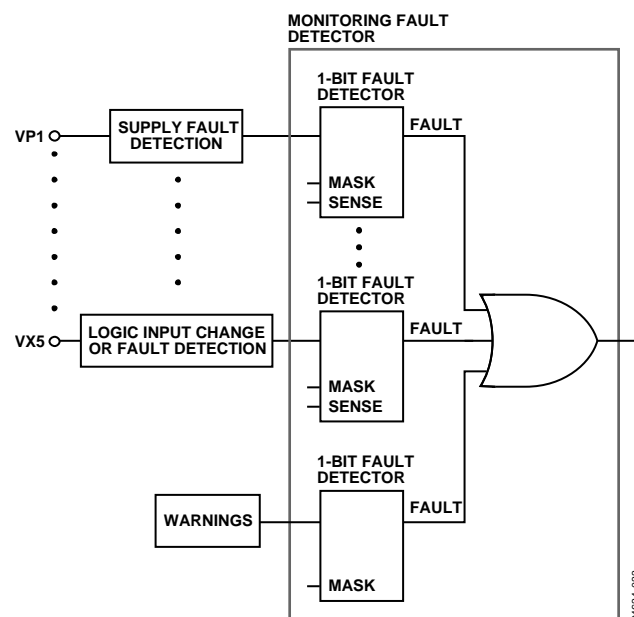 MONITORING FAULT
DETECTOR
1-BIT FAULT
DETECTOR
FAULT
VP1
SUPPLY FAULT
DETECTION
MASK
SENSE
1-BIT FAULT
DETECTOR
FAULT
VX5
LOGIC INPUT CHANGE
OR FAULT DETECTION
MASK
SENSE
1-BIT FAULT
DETECTOR
FAULT
WARNINGS
MASK